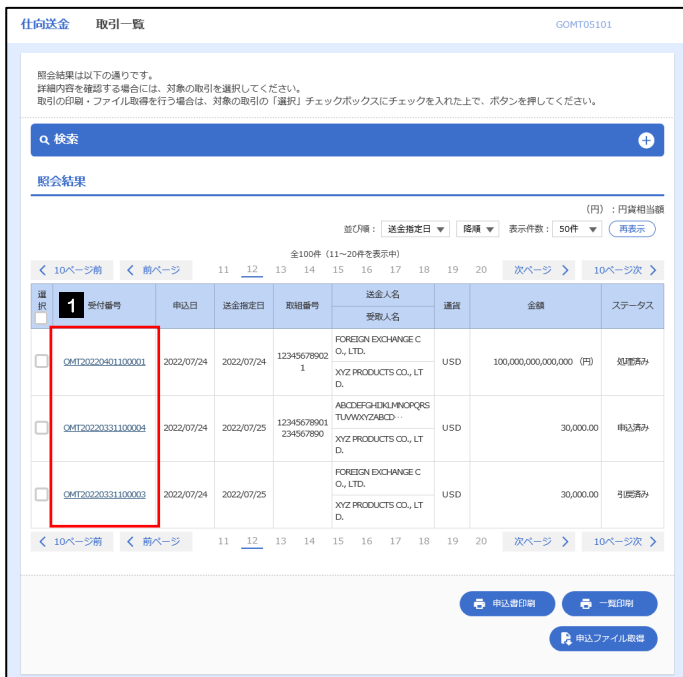 仕向送金 取引一覧 GOMT05101
照会結果は以下の通りです。
詳細内容を確認する場合には、対象の取引を選択してください。
取引の印刷・ファイル取得を行う場合は、対象の取引の「選択」チェックボックスにチェックを入れた上で、ボタンを押してください。
検索
照会結果
(円) : 円貨相当額
並び順: 送金指定日 ▼ 降順 ▼ 表示件数: 50件 ▼ 再表示
全100件 (11~20件を表示中)
10ページ前 前ページ 11 12 13 14 15 16 17 18 19 20 次ページ 10ページ次
選択 1 受付番号 申込日 送金指定日 取組番号 送金人名 通貨 金額 ステータス
受取人名
OMT20220401100001 2022/07/24 2022/07/24 12345678902
1
FOREIGN EXCHANGE C
O., LTD.
XYZ PRODUCTS CO., LT
D.
USD 100,000,000,000,000 (円) 処理済み
OMT20220331100004 2022/07/24 2022/07/25 12345678901
234567890
ABCDEFGHIJKLMNOPQRS
TUVWXYZABCD…
XYZ PRODUCTS CO., LT
D.
USD 30,000.00 申込済み
OMT20220331100003 2022/07/24 2022/07/25
FOREIGN EXCHANGE C
O., LTD.
XYZ PRODUCTS CO., LT
D.
USD 30,000.00 引戻済み
10ページ前 前ページ 11 12 13 14 15 16 17 18 19 20 次ページ 10ページ次
申込書印刷 一覧印刷
申込ファイル取得